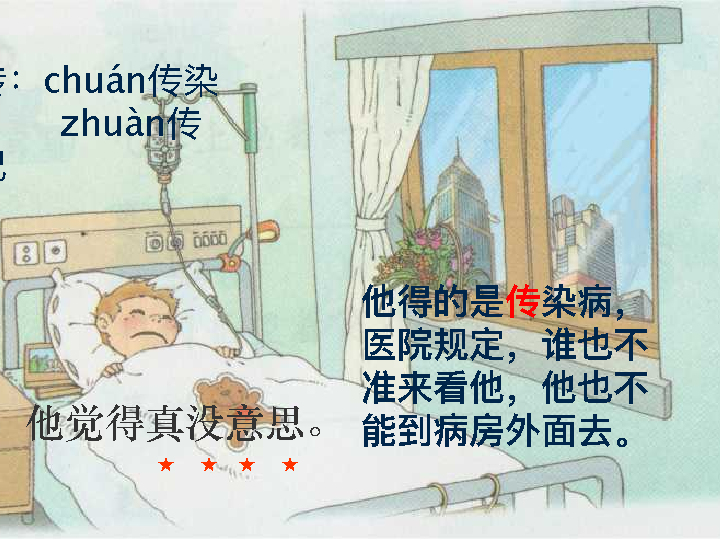 ：chuán传染
zhuàn传
他得的是传染病，
医院规定，谁也不
准来看他，他也不
能到病房外面去。
他觉得真没意思。